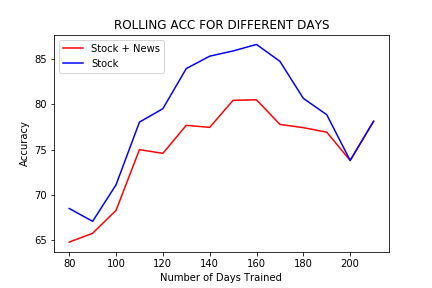 ROLLING ACC FOR DIFFERENT DAYS
Stock + News
Stock
85
80
75
70
65
Accuracy
80 100 120 140 160 180 200
Number of Days Trained